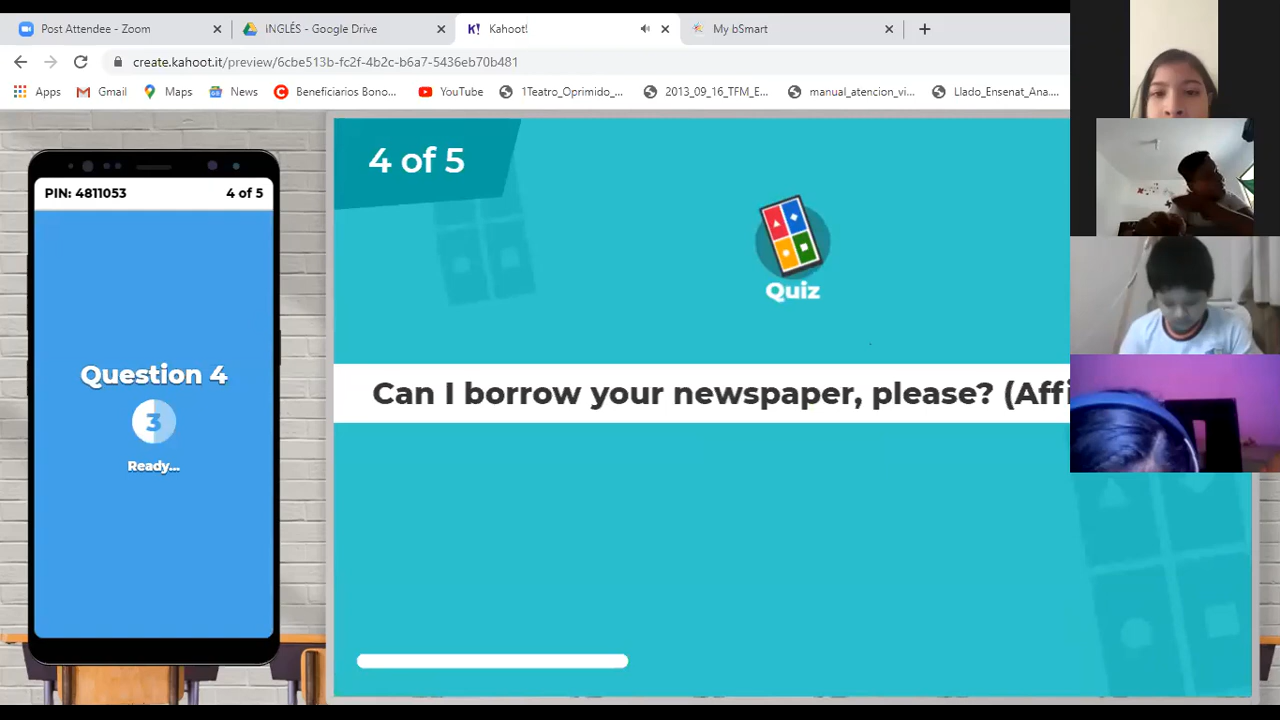 Post Attendee - Zoom
INGLÉS - Google Drive
K! Kahoot!
My bSmart
create.kahoot.it/preview/6cbe513b-fc2f-4b2c-b6a7-5436eb70b481
Apps
Gmail
Maps
News
Beneficiarios Bono...
YouTube
1Teatro_Oprimido_...
2013_09_16_TFM_E...
manual_atencion_vi...
Llado_Ensenat_Ana....
PIN: 4811053
4 of 5
Question 4
3
Ready...
4 of 5
Quiz
Can I borrow your newspaper, please? (Affi